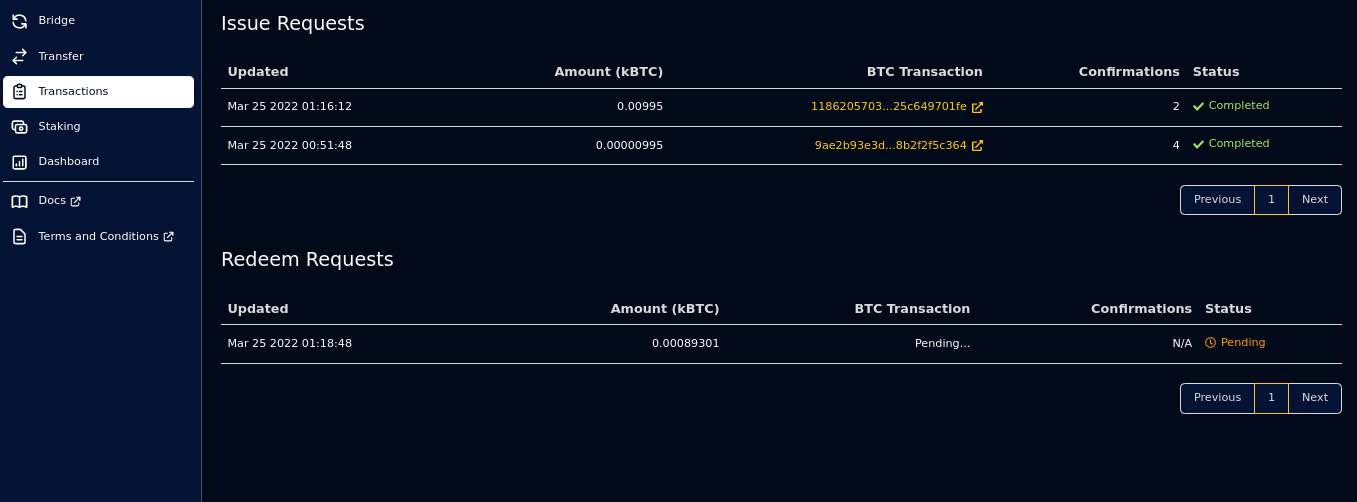 Bridge
Transfer
Transactions
Staking
Dashboard
Docs
Terms and Conditions
Issue Requests
Updated Amount (kBTC) BTC Transaction Confirmations Status
Mar 25 2022 01:16:12 0.00995 1186205703...25c649701fe 2 Completed
Mar 25 2022 00:51:48 0.00000995 9ae2b93e3d...8b2f2f5c364 4 Completed
Previous 1 Next
Redeem Requests
Updated Amount (kBTC) BTC Transaction Confirmations Status
Mar 25 2022 01:18:48 0.00089301 Pending... N/A Pending
Previous 1 Next